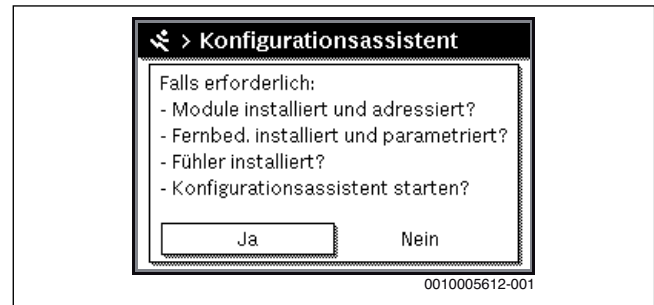 > Konfigurationsassistent
Falls erforderlich:
- Module installiert und adressiert?
- Fernbed. installiert und parametriert?
- Fühler installiert?
- Konfigurationsassistent starten?
Ja Nein
0010005612-001